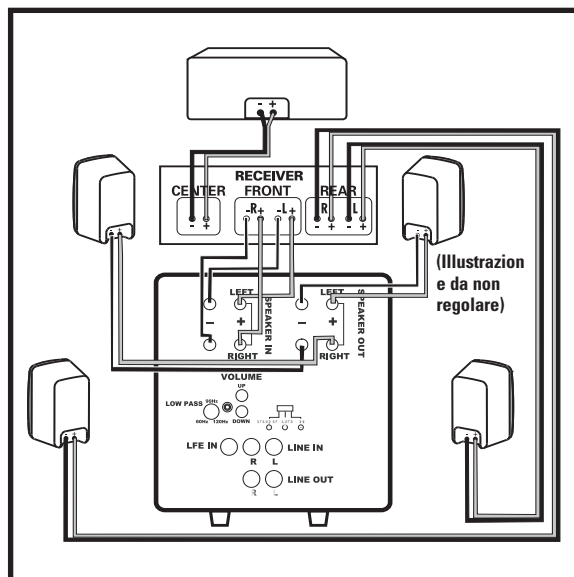 - +
RECEIVER
CENTER FRONT REAR
-R+ -L+ R L
- + - + - +
- +
- +
(Illustrazion
e da non
regolare)
- +
- +
LEFT LEFT
- + - +
SPEAKER IN
SPEAKER OUT
RIGHT RIGHT
VOLUME
UP
LOW PASS 90Hz
60Hz 120Hz DOWN
LFE IN R L LINE IN
R L LINE OUT